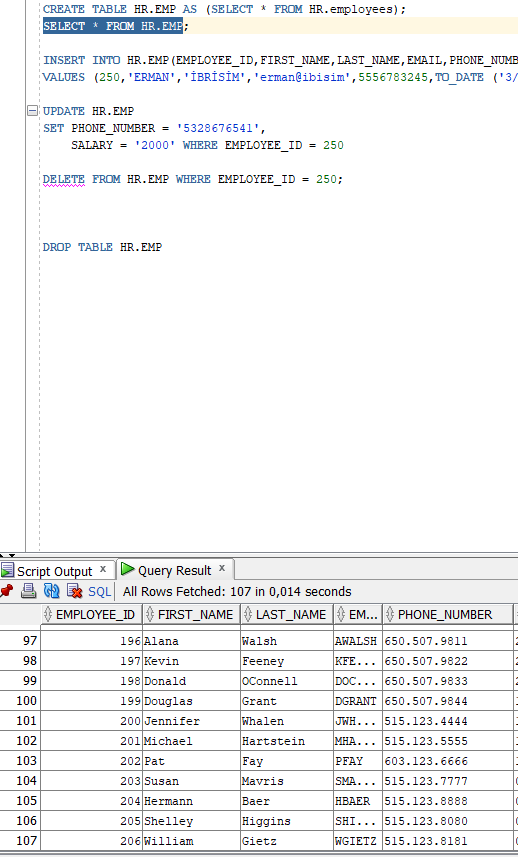 CREATE TABLE HR.EMP AS (SELECT * FROM HR.employees);
SELECT * FROM HR.EMP;
INSERT INTO HR.EMP(EMPLOYEE_ID,FIRST_NAME,LAST_NAME,EMAIL,PHONE_NUMB
VALUES (250,'ERMAN','İBRİSİM','erman@ibisim',5556783245,TO_DATE ('3/
UPDATE HR.EMP
SET PHONE_NUMBER = '5328676541',
SALARY = '2000' WHERE EMPLOYEE_ID = 250
DELETE FROM HR.EMP WHERE EMPLOYEE_ID = 250;
DROP TABLE HR.EMP
Script Output x Query Result x
SQL | All Rows Fetched: 107 in 0,014 seconds
EMPLOYEE_ID FIRST_NAME LAST_NAME EM... PHONE_NUMBER
97 196 Alana Walsh AWALSH 650.507.9811
98 197 Kevin Feeney KFE... 650.507.9822
99 198 Donald OConnell DOC... 650.507.9833
100 199 Douglas Grant DGRANT 650.507.9844
101 200 Jennifer Whalen JWH... 515.123.4444
102 201 Michael Hartstein MHA... 515.123.5555
103 202 Pat Fay PFAY 603.123.6666
104 203 Susan Mavris SMA... 515.123.7777
105 204 Hermann Baer HBAER 515.123.8888
106 205 Shelley Higgins SHI... 515.123.8080
107 206 William Gietz WGIETZ 515.123.8181